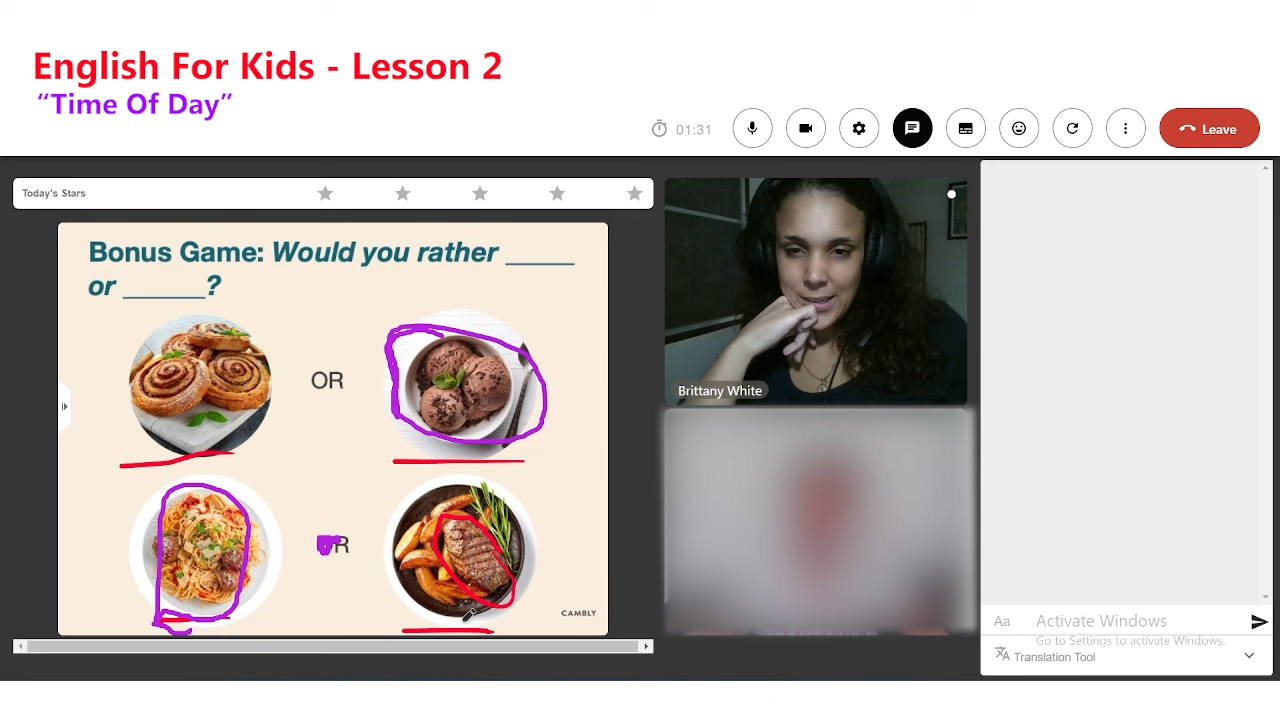 English For Kids - Lesson 2
“Time Of Day”
01:31
Leave
Today's Stars
Bonus Game: Would you rather _____
or ______?
OR
Brittany White
R
CAMBLY
Aa
Activate Windows
Go to Settings to activate Windows.
Translation Tool